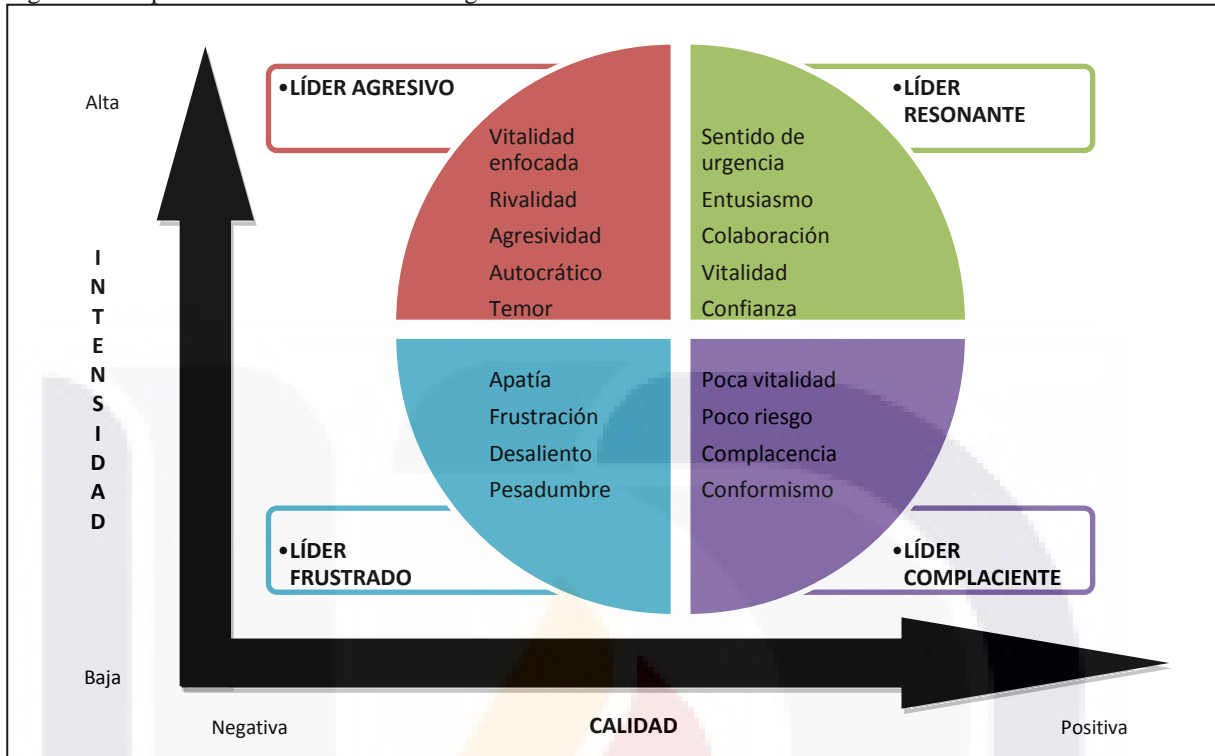 Alta
•LÍDER AGRESIVO
•LÍDER
RESONANTE
Vitalidad
enfocada
Rivalidad
Agresividad
Autocrático
Temor
Sentido de
urgencia
Entusiasmo
Colaboración
Vitalidad
Confianza
I
N
T
E
N
S
I
D
A
D
Apatía
Frustración
Desaliento
Pesadumbre
Poca vitalidad
Poco riesgo
Complacencia
Conformismo
•LÍDER
FRUSTRADO
•LÍDER
COMPLACIENTE
Baja
Negativa
CALIDAD
Positiva